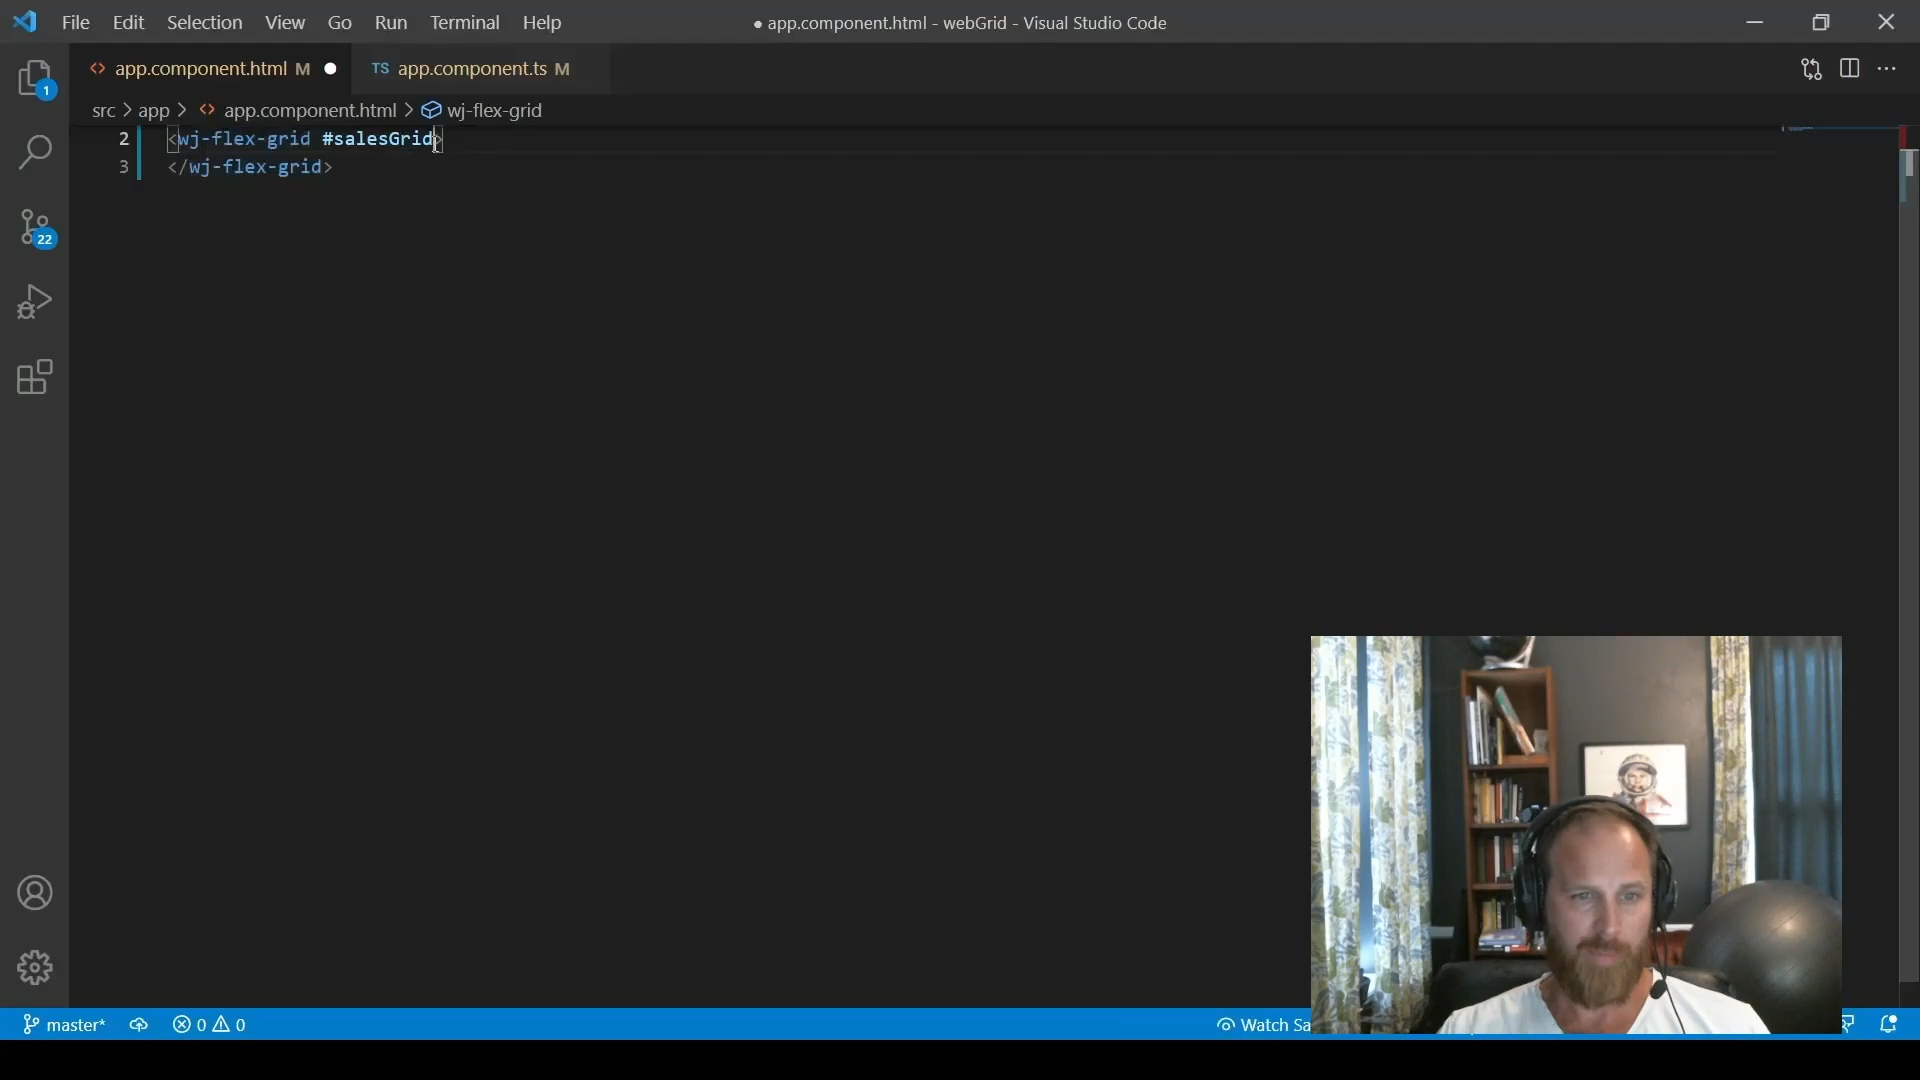 File Edit Selection View Go Run Terminal Help
● app.component.html - webGrid - Visual Studio Code
app.component.html M ●
TS app.component.ts M
src > app > app.component.html > wj-flex-grid
2 <wj-flex-grid #salesGrid>
3 </wj-flex-grid>
1
22
master* 0 0
Watch Sa